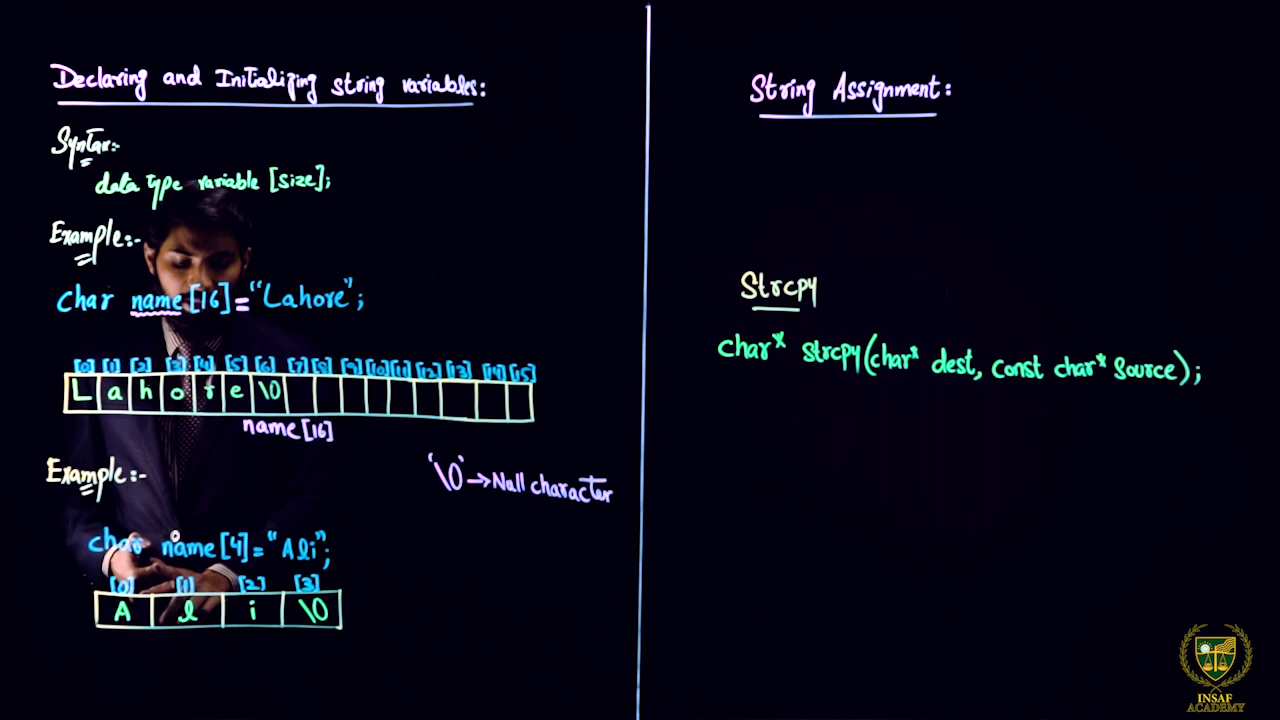 Declaring and Initializing string variables:
Syntax:-
data type variable [size];
Example:-
char name[16]="Lahore";
[0] [1] [2] [3] [4] [5] [6] [7] [8] [9] [10] [11] [12] [13] [14] [15]
L a h o r e \0
name[16]
'\0' → Null character
Example:-
char name[4]="Ali";
[0] [1] [2] [3]
A l i \0
String Assignment:
Strcpy
char* strcpy(char* dest, const char* source);
INSAF
ACADEMY